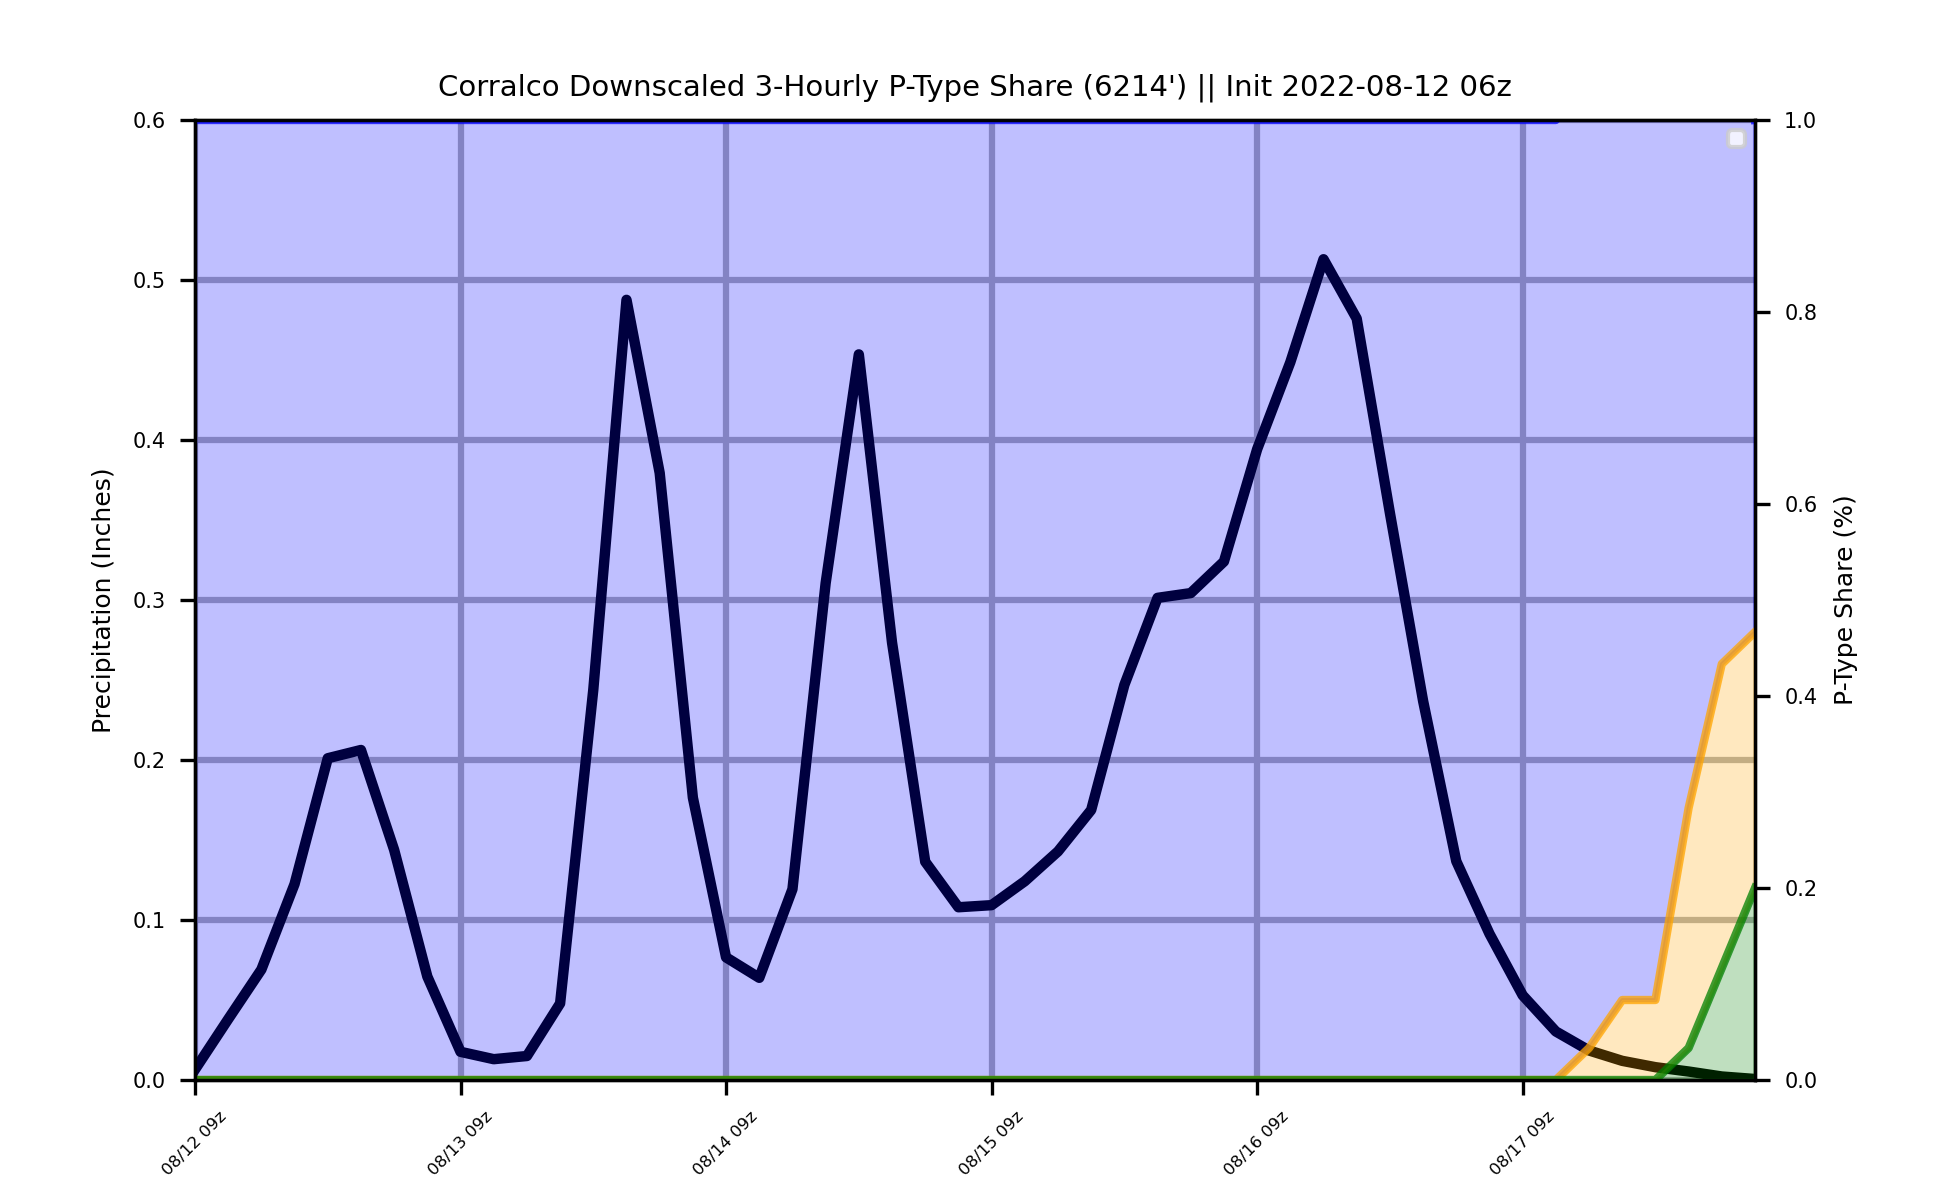 Corralco Downscaled 3-Hourly P-Type Share (6214') || Init 2022-08-12 06z
0.6
0.5
0.4
0.3
0.2
0.1
0.0
Precipitation (Inches)
1.0
0.8
0.6
0.4
0.2
0.0
P-Type Share (%)
08/12 09z
08/13 09z
08/14 09z
08/15 09z
08/16 09z
08/17 09z